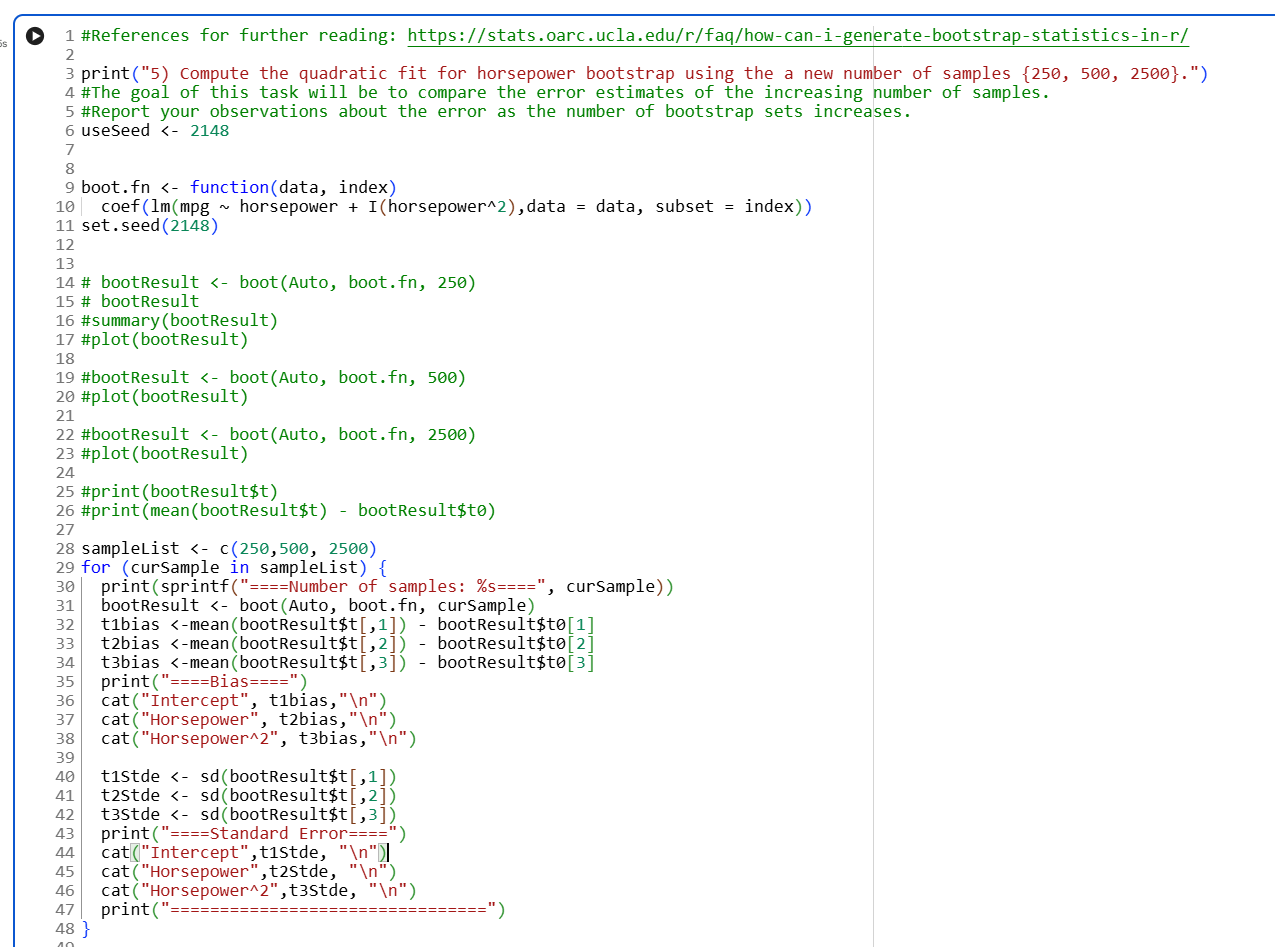 5s
1 #References for further reading: https://stats.oarc.ucla.edu/r/faq/how-can-i-generate-bootstrap-statistics-in-r/
2
3 print("5) Compute the quadratic fit for horsepower bootstrap using the a new number of samples {250, 500, 2500}.")
4 #The goal of this task will be to compare the error estimates of the increasing number of samples.
5 #Report your observations about the error as the number of bootstrap sets increases.
6 useSeed <- 2148
7
8
9 boot.fn <- function(data, index)
10   coef(lm(mpg ~ horsepower + I(horsepower^2),data = data, subset = index))
11 set.seed(2148)
12
13
14 # bootResult <- boot(Auto, boot.fn, 250)
15 # bootResult
16 #summary(bootResult)
17 #plot(bootResult)
18
19 #bootResult <- boot(Auto, boot.fn, 500)
20 #plot(bootResult)
21
22 #bootResult <- boot(Auto, boot.fn, 2500)
23 #plot(bootResult)
24
25 #print(bootResult$t)
26 #print(mean(bootResult$t) - bootResult$t0)
27
28 sampleList <- c(250,500, 2500)
29 for (curSample in sampleList) {
30   print(sprintf("====Number of samples: %s====", curSample))
31   bootResult <- boot(Auto, boot.fn, curSample)
32   t1bias <-mean(bootResult$t[,1]) - bootResult$t0[1]
33   t2bias <-mean(bootResult$t[,2]) - bootResult$t0[2]
34   t3bias <-mean(bootResult$t[,3]) - bootResult$t0[3]
35   print("====Bias====")
36   cat("Intercept", t1bias,"\n")
37   cat("Horsepower", t2bias,"\n")
38   cat("Horsepower^2", t3bias,"\n")
39
40   t1Stde <- sd(bootResult$t[,1])
41   t2Stde <- sd(bootResult$t[,2])
42   t3Stde <- sd(bootResult$t[,3])
43   print("====Standard Error====")
44   cat("Intercept",t1Stde, "\n")
45   cat("Horsepower",t2Stde, "\n")
46   cat("Horsepower^2",t3Stde, "\n")
47   print("================================")
48 }
49